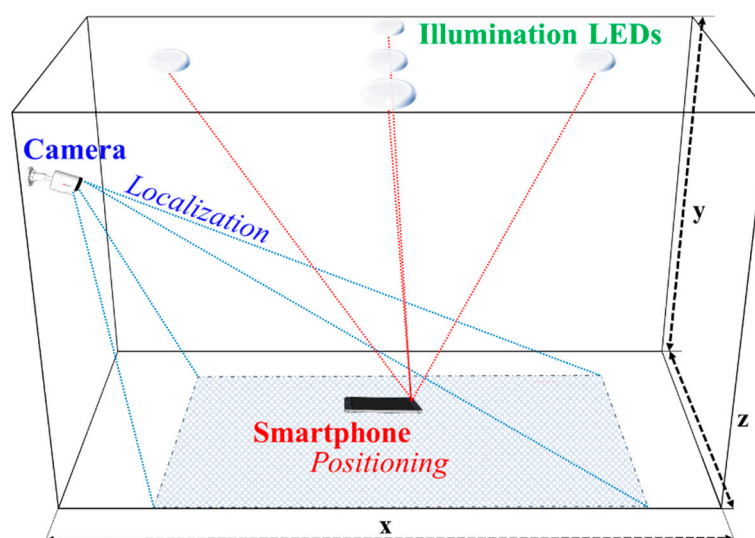 Illumination LEDs
Camera
Localization
y
Smartphone
Positioning
z
x